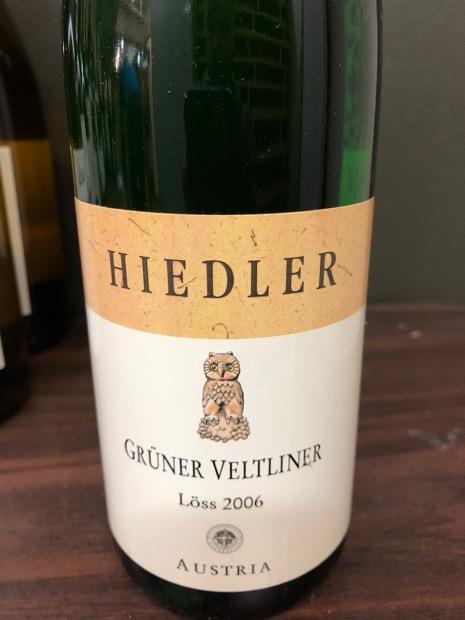 HIEDLER
GRÜNER VELTLINER
Löss 2006
AUSTRIA